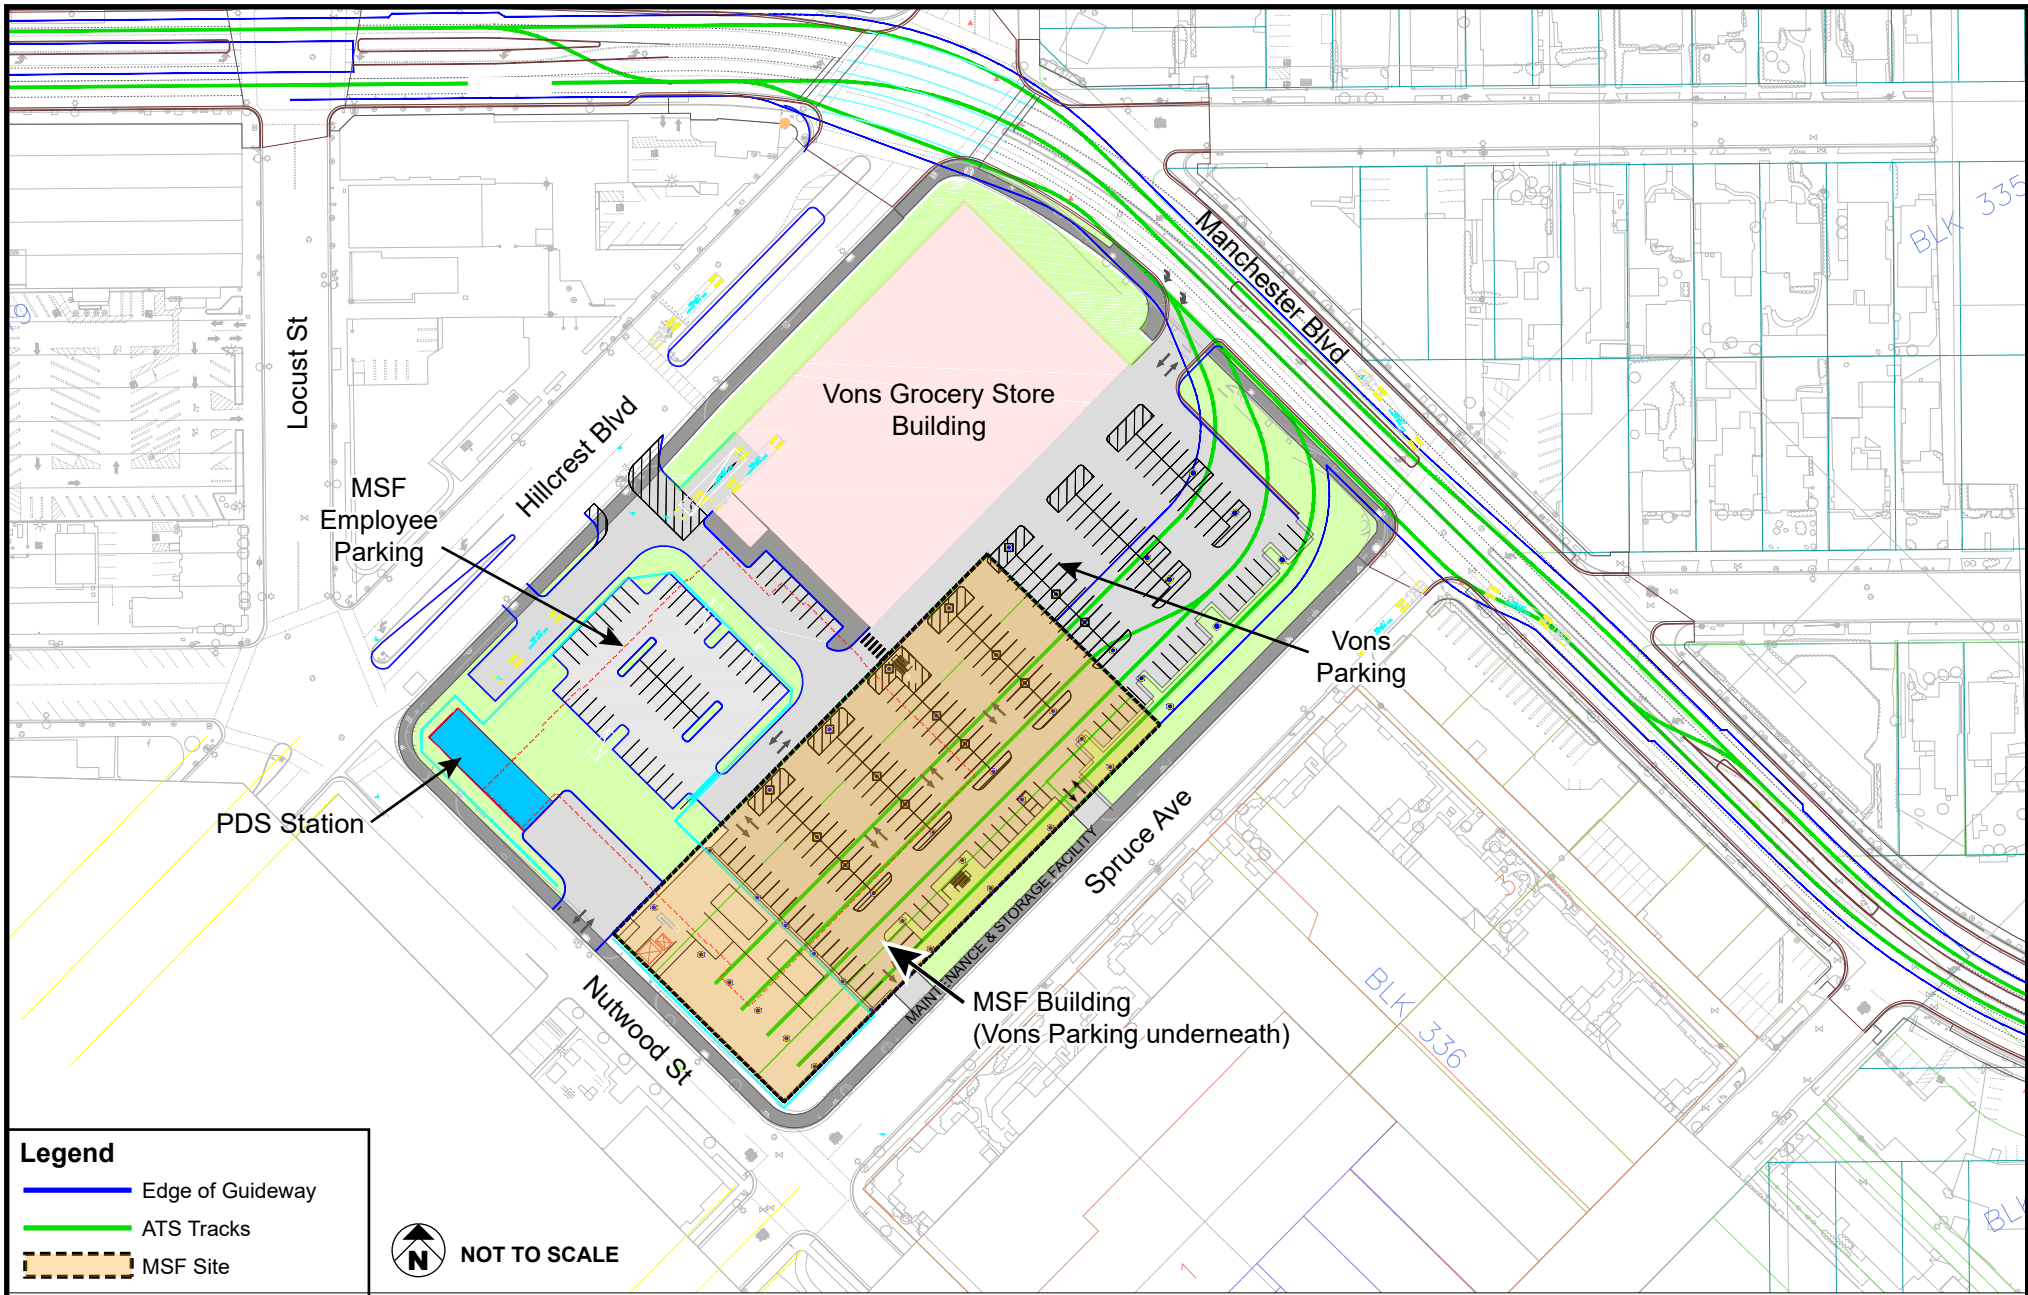 BLK 335
Manchester Blvd
Locust St
Vons Grocery Store
Building
Hillcrest Blvd
MSF
Employee
Parking
Vons
Parking
PDS Station
Spruce Ave
MAINTENANCE & STORAGE FACILITY
MSF Building
(Vons Parking underneath)
Nutwood St
BLK 336
Legend
Edge of Guideway
ATS Tracks
MSF Site
N
NOT TO SCALE